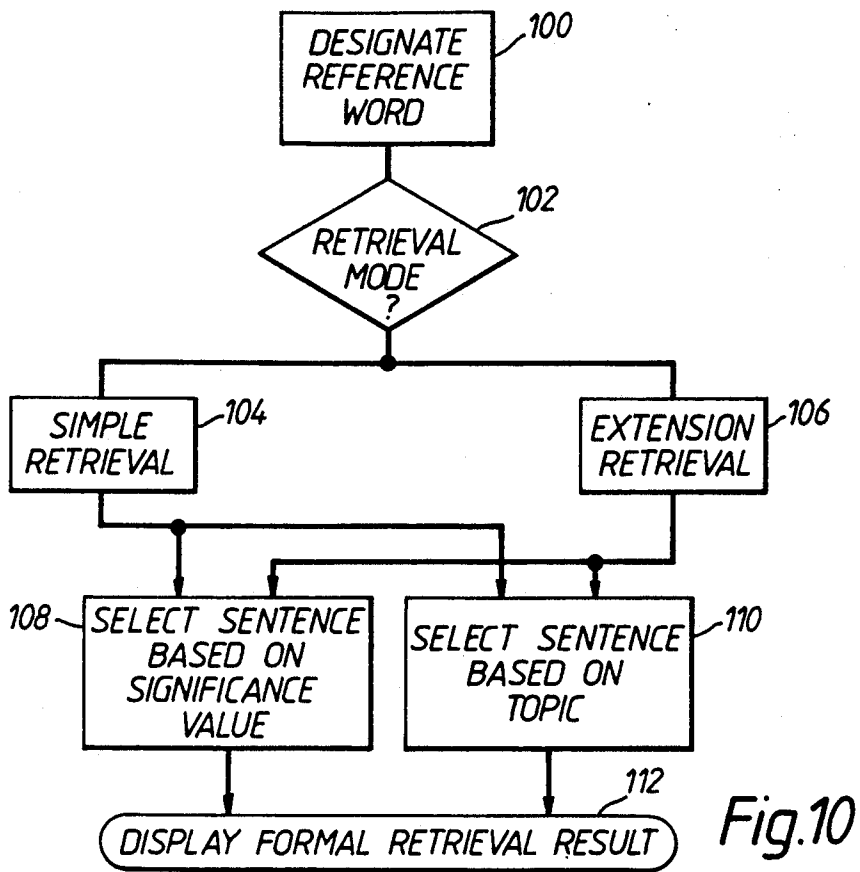 DESIGNATE
REFERENCE
WORD
100
RETRIEVAL
MODE
?
102
SIMPLE
RETRIEVAL
104
EXTENSION
RETRIEVAL
106
108
SELECT SENTENCE
BASED ON
SIGNIFICANCE
VALUE
SELECT SENTENCE
BASED ON
TOPIC
110
112
DISPLAY FORMAL RETRIEVAL RESULT
Fig.10